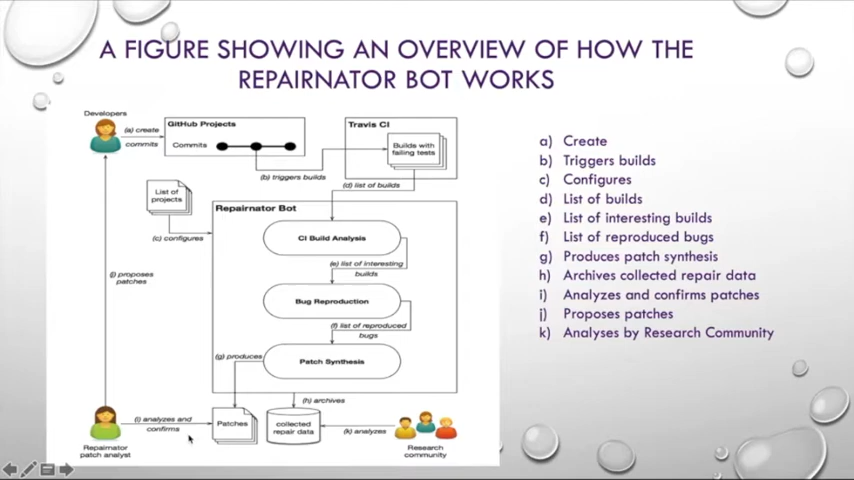 A FIGURE SHOWING AN OVERVIEW OF HOW THE
REPAIRNATOR BOT WORKS
Developers
(a) create
commits
GitHub Projects
Commits
Travis CI
Builds with
failing tests
(b) triggers builds
(d) list of builds
List of
projects
(c) configures
Repairnator Bot
CI Build Analysis
(e) list of interesting
builds
Bug Reproduction
(f) list of reproduced
bugs
Patch Synthesis
(g) produces
(j) proposes
patches
(h) archives
(i) analyzes and
confirms
Patches
collected
repair data
(k) analyzes
Repairnator
patch analyst
Research
community
a) Create
b) Triggers builds
c) Configures
d) List of builds
e) List of interesting builds
f) List of reproduced bugs
g) Produces patch synthesis
h) Archives collected repair data
i) Analyzes and confirms patches
j) Proposes patches
k) Analyses by Research Community